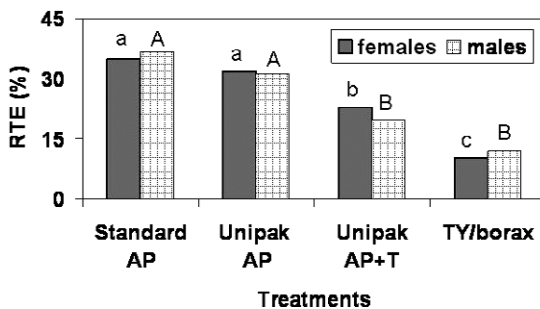 45
30
15
0
RTE (%)
females males
a A
a A
b B
c B
Standard AP
Unipak AP
Unipak AP+T
TY/borax
Treatments